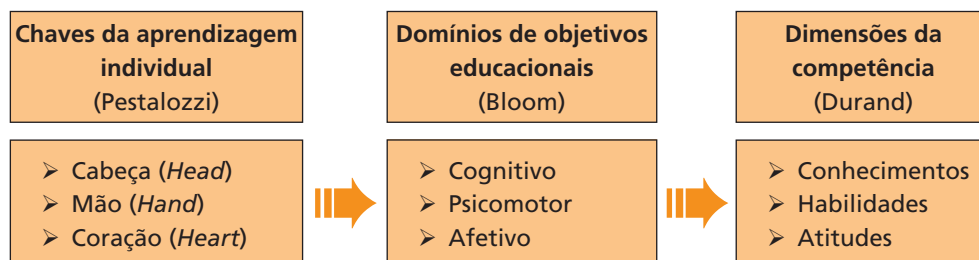 Chaves da aprendizagem
individual
(Pestalozzi)
➢ Cabeça (Head)
➢ Mão (Hand)
➢ Coração (Heart)
Domínios de objetivos
educacionais
(Bloom)
➢ Cognitivo
➢ Psicomotor
➢ Afetivo
Dimensões da
competência
(Durand)
➢ Conhecimentos
➢ Habilidades
➢ Atitudes